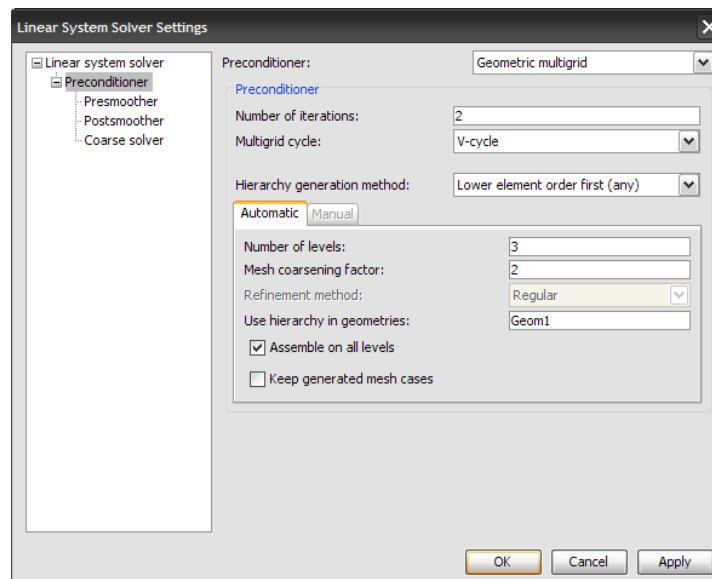 Linear System Solver Settings
Linear system solver
Preconditioner
Presmoother
Postsmoother
Coarse solver
Preconditioner: Geometric multigrid
Preconditioner
Number of iterations: 2
Multigrid cycle: V-cycle
Hierarchy generation method: Lower element order first (any)
Automatic Manual
Number of levels: 3
Mesh coarsening factor: 2
Refinement method: Regular
Use hierarchy in geometries: Geom1
Assemble on all levels
Keep generated mesh cases
OK Cancel Apply